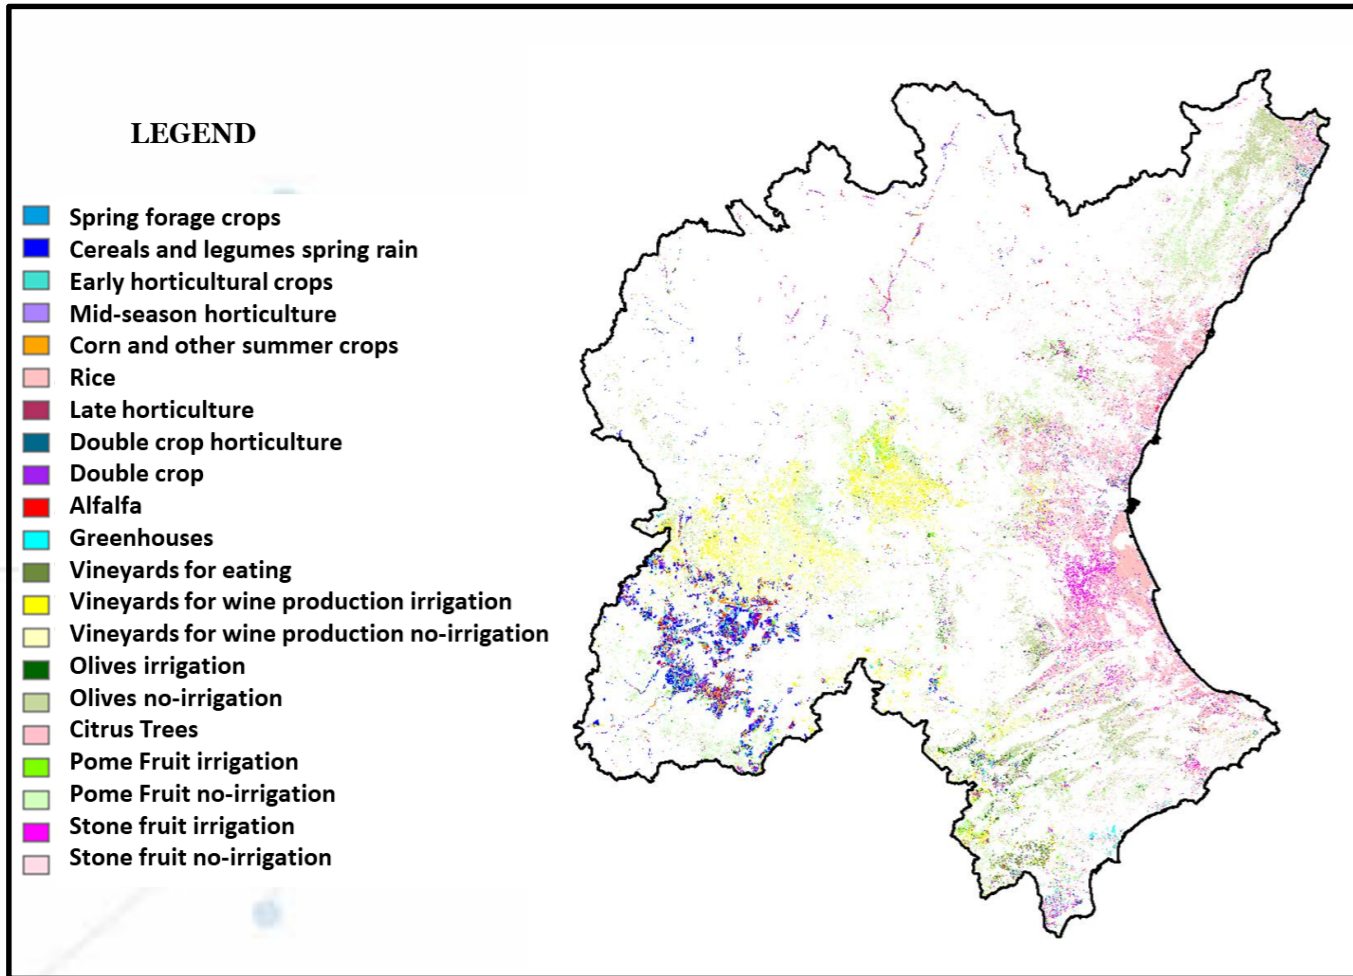 LEGEND
Spring forage crops
Cereals and legumes spring rain
Early horticultural crops
Mid-season horticulture
Corn and other summer crops
Rice
Late horticulture
Double crop horticulture
Double crop
Alfalfa
Greenhouses
Vineyards for eating
Vineyards for wine production irrigation
Vineyards for wine production no-irrigation
Olives irrigation
Olives no-irrigation
Citrus Trees
Pome Fruit irrigation
Pome Fruit no-irrigation
Stone fruit irrigation
Stone fruit no-irrigation